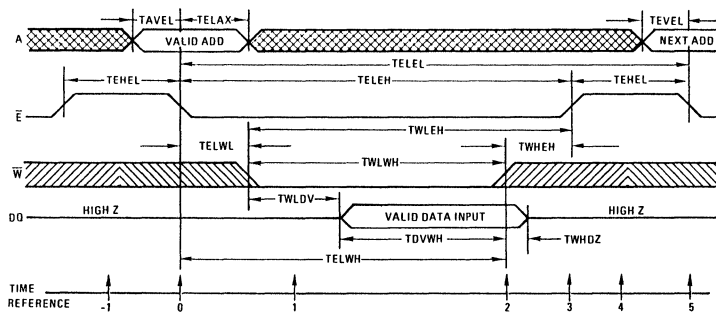 TAVEL TELAX TEVEL
A VALID ADD NEXT ADD
TELEL
TEHEL TELEH TEHEL
E
TWLEH
TELWL TWLWH TWHEH
W
TWLDV
DQ HIGH Z VALID DATA INPUT HIGH Z
TDVWH TWHDZ
TELWH
TIME
REFERENCE
-1 0 1 2 3 4 5